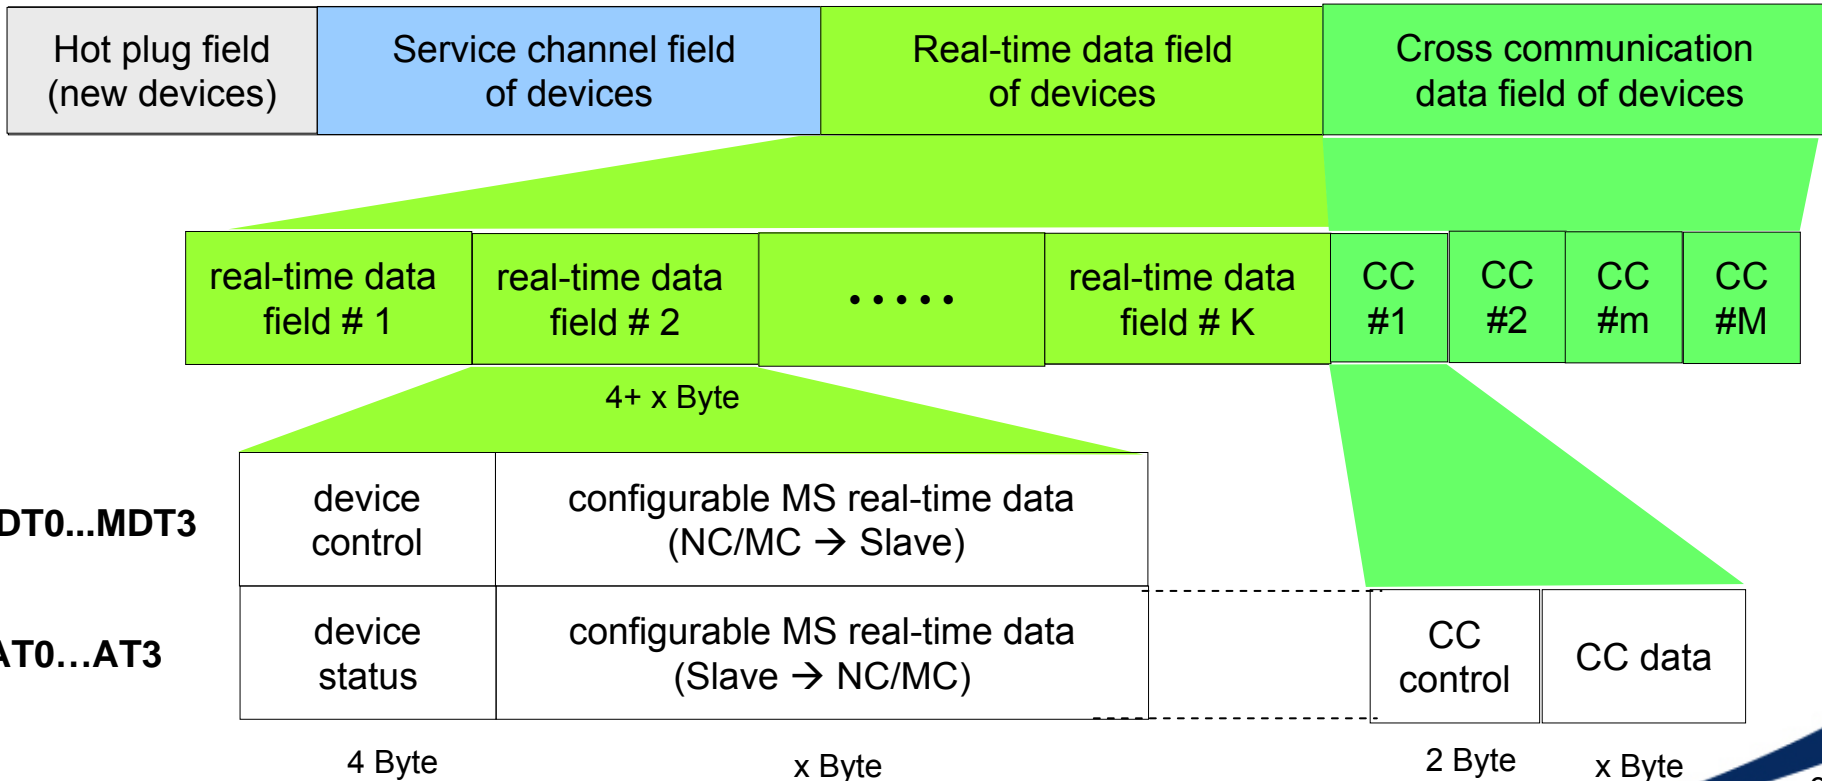 Hot plug field
(new devices)
Service channel field
of devices
Real-time data field
of devices
Cross communication
data field of devices
real-time data
field # 1
real-time data
field # 2
.....
real-time data
field # K
CC
#1
CC
#2
CC
#m
CC
#M
4+ x Byte
DT0...MDT3
device
control
configurable MS real-time data
(NC/MC → Slave)
AT0...AT3
device
status
configurable MS real-time data
(Slave → NC/MC)
CC
control
CC data
4 Byte
x Byte
2 Byte
x Byte